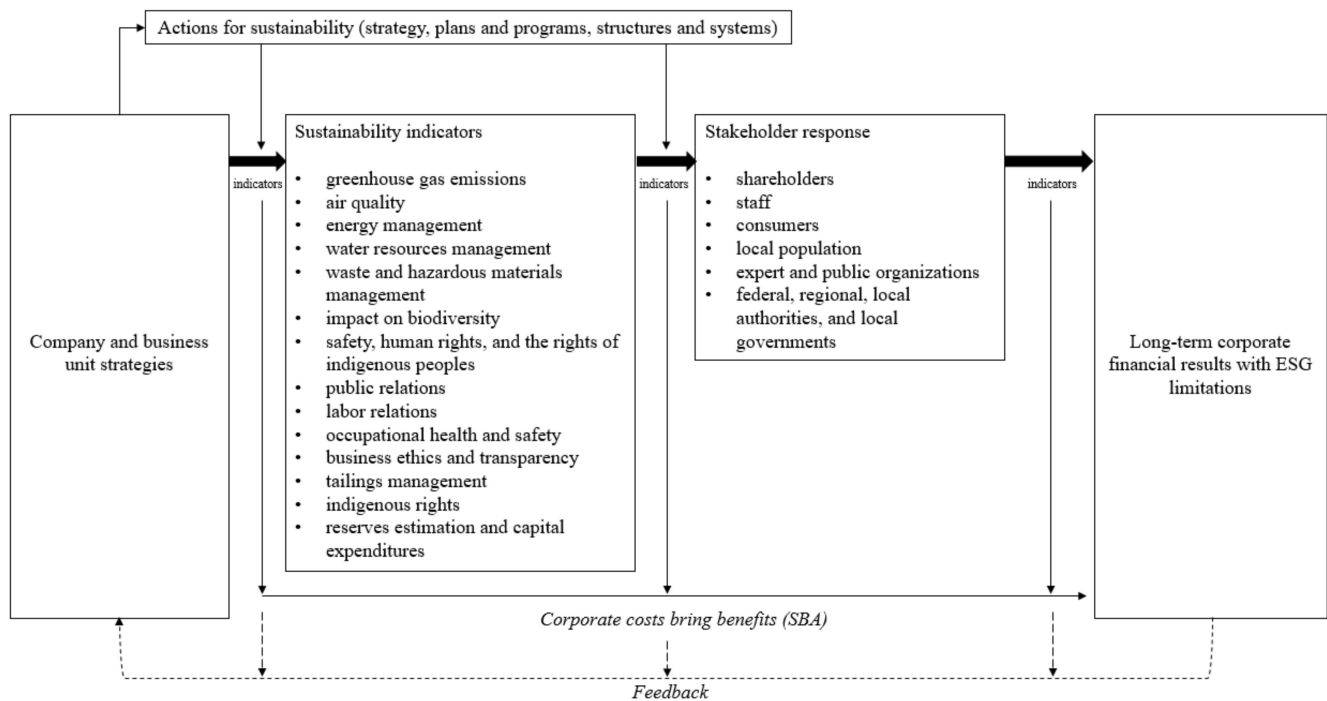 Actions for sustainability (strategy, plans and programs, structures and systems)
Company and business
unit strategies
indicators
Sustainability indicators
• greenhouse gas emissions
• air quality
• energy management
• water resources management
• waste and hazardous materials
management
• impact on biodiversity
• safety, human rights, and the rights of
indigenous peoples
• public relations
• labor relations
• occupational health and safety
• business ethics and transparency
• tailings management
• indigenous rights
• reserves estimation and capital
expenditures
indicators
Stakeholder response
• shareholders
• staff
• consumers
• local population
• expert and public organizations
• federal, regional, local
authorities, and local
governments
indicators
Long-term corporate
financial results with ESG
limitations
Corporate costs bring benefits (SBA)
Feedback